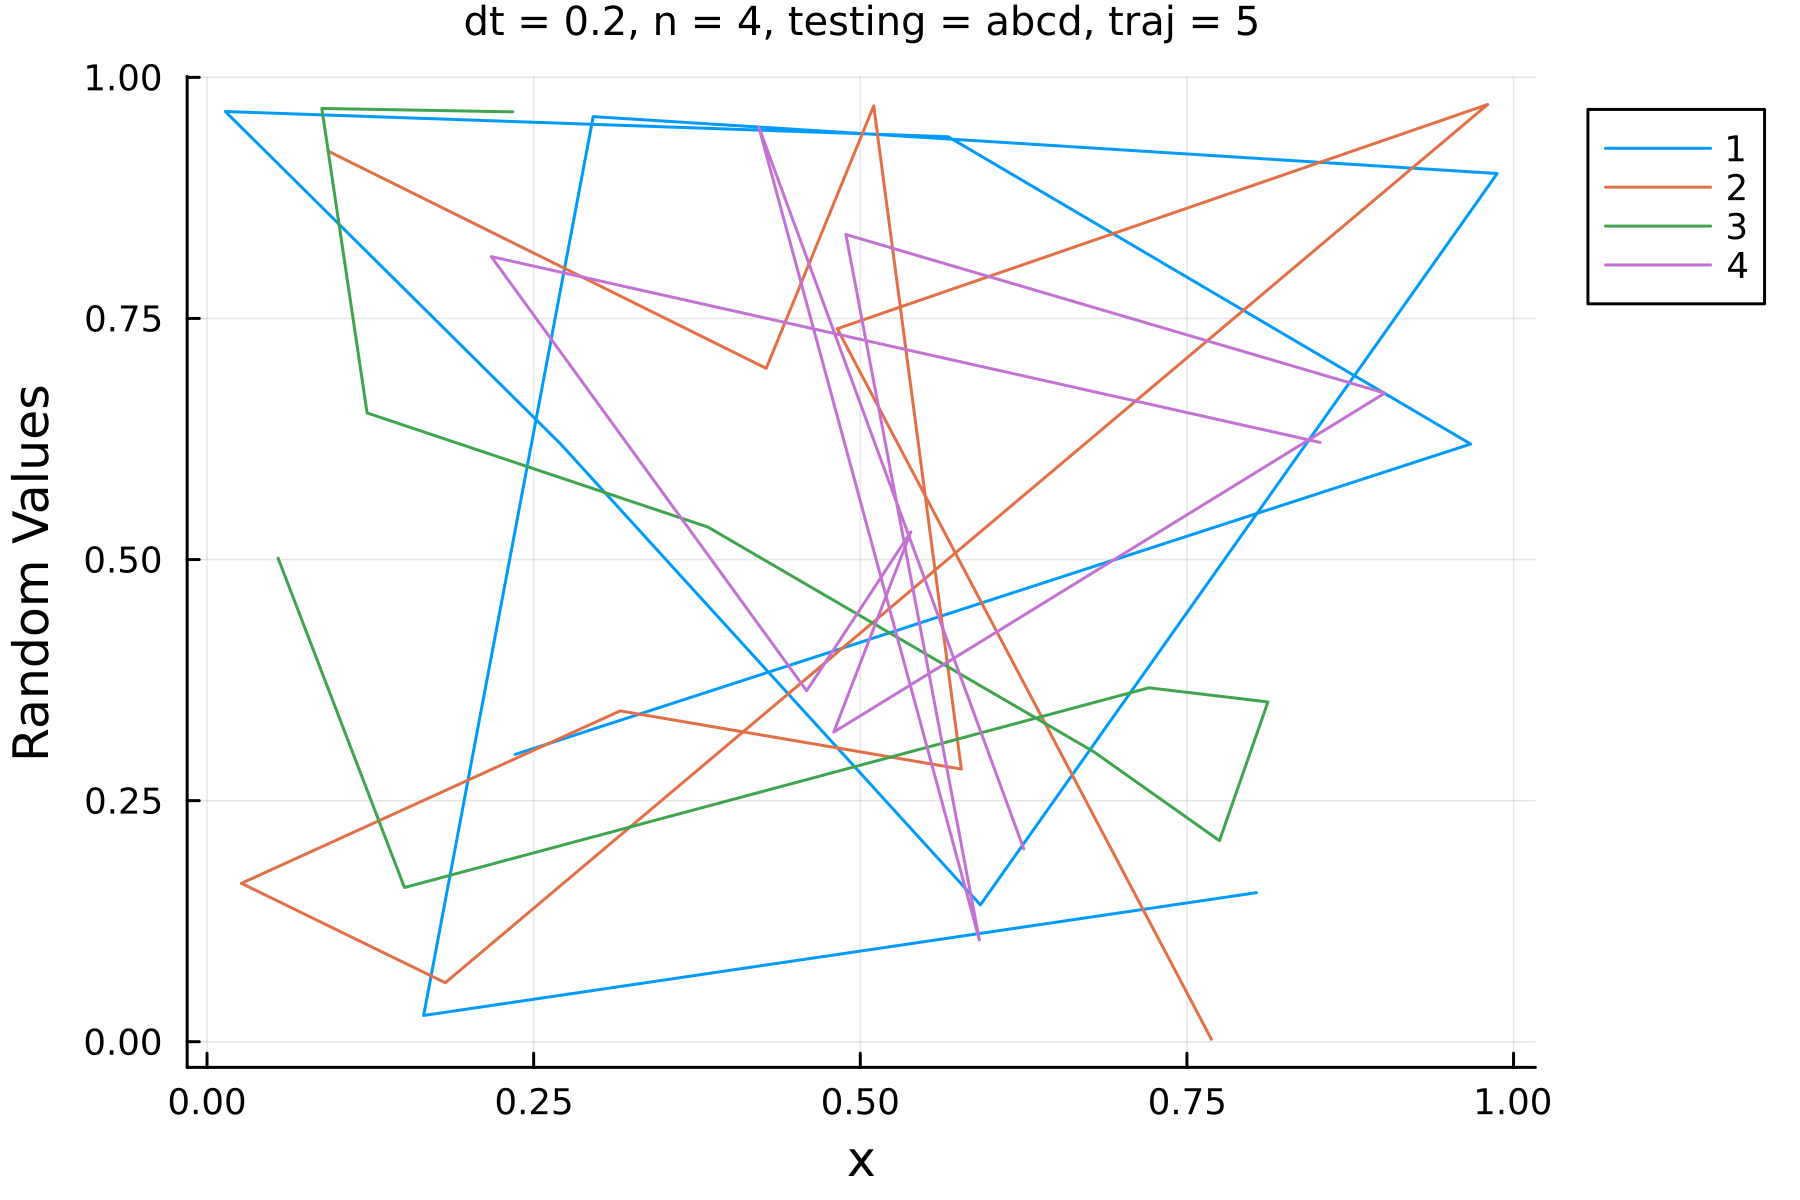 dt = 0.2, n = 4, testing = abcd, traj = 5
1.00
0.75
0.50
0.25
0.00
Random Values
0.00 0.25 0.50 0.75 1.00
x
1
2
3
4